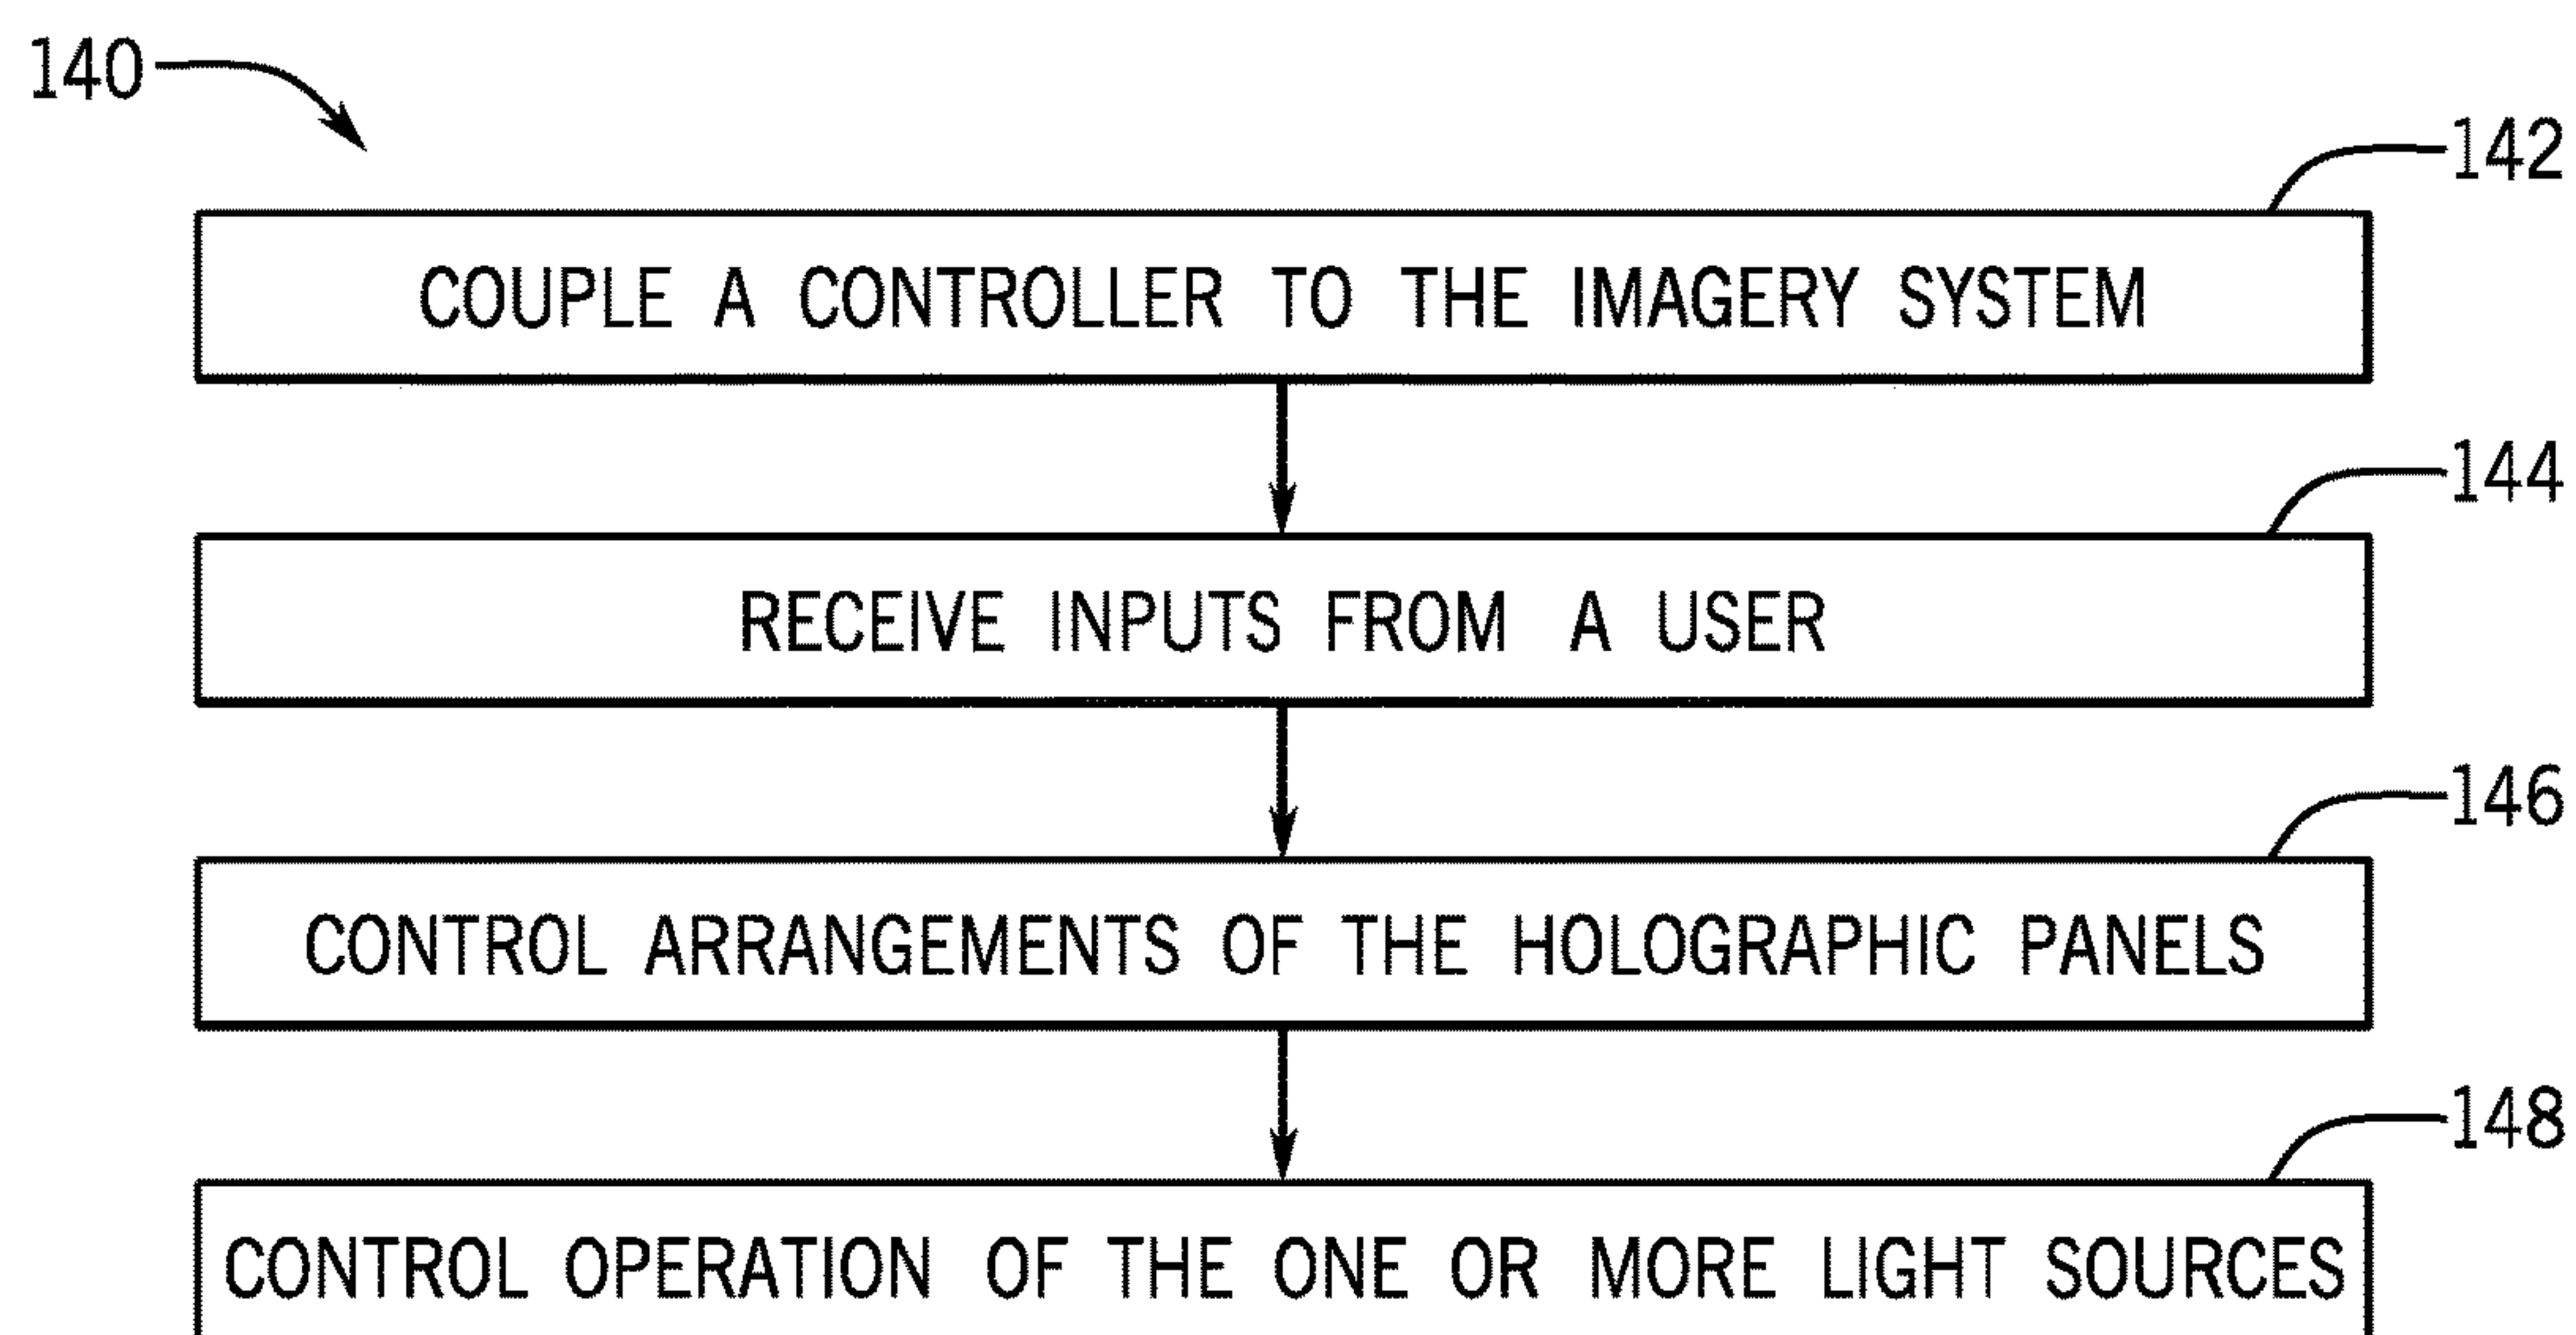 140
142
COUPLE A CONTROLLER TO THE IMAGERY SYSTEM
144
RECEIVE INPUTS FROM A USER
146
CONTROL ARRANGEMENTS OF THE HOLOGRAPHIC PANELS
148
CONTROL OPERATION OF THE ONE OR MORE LIGHT SOURCES